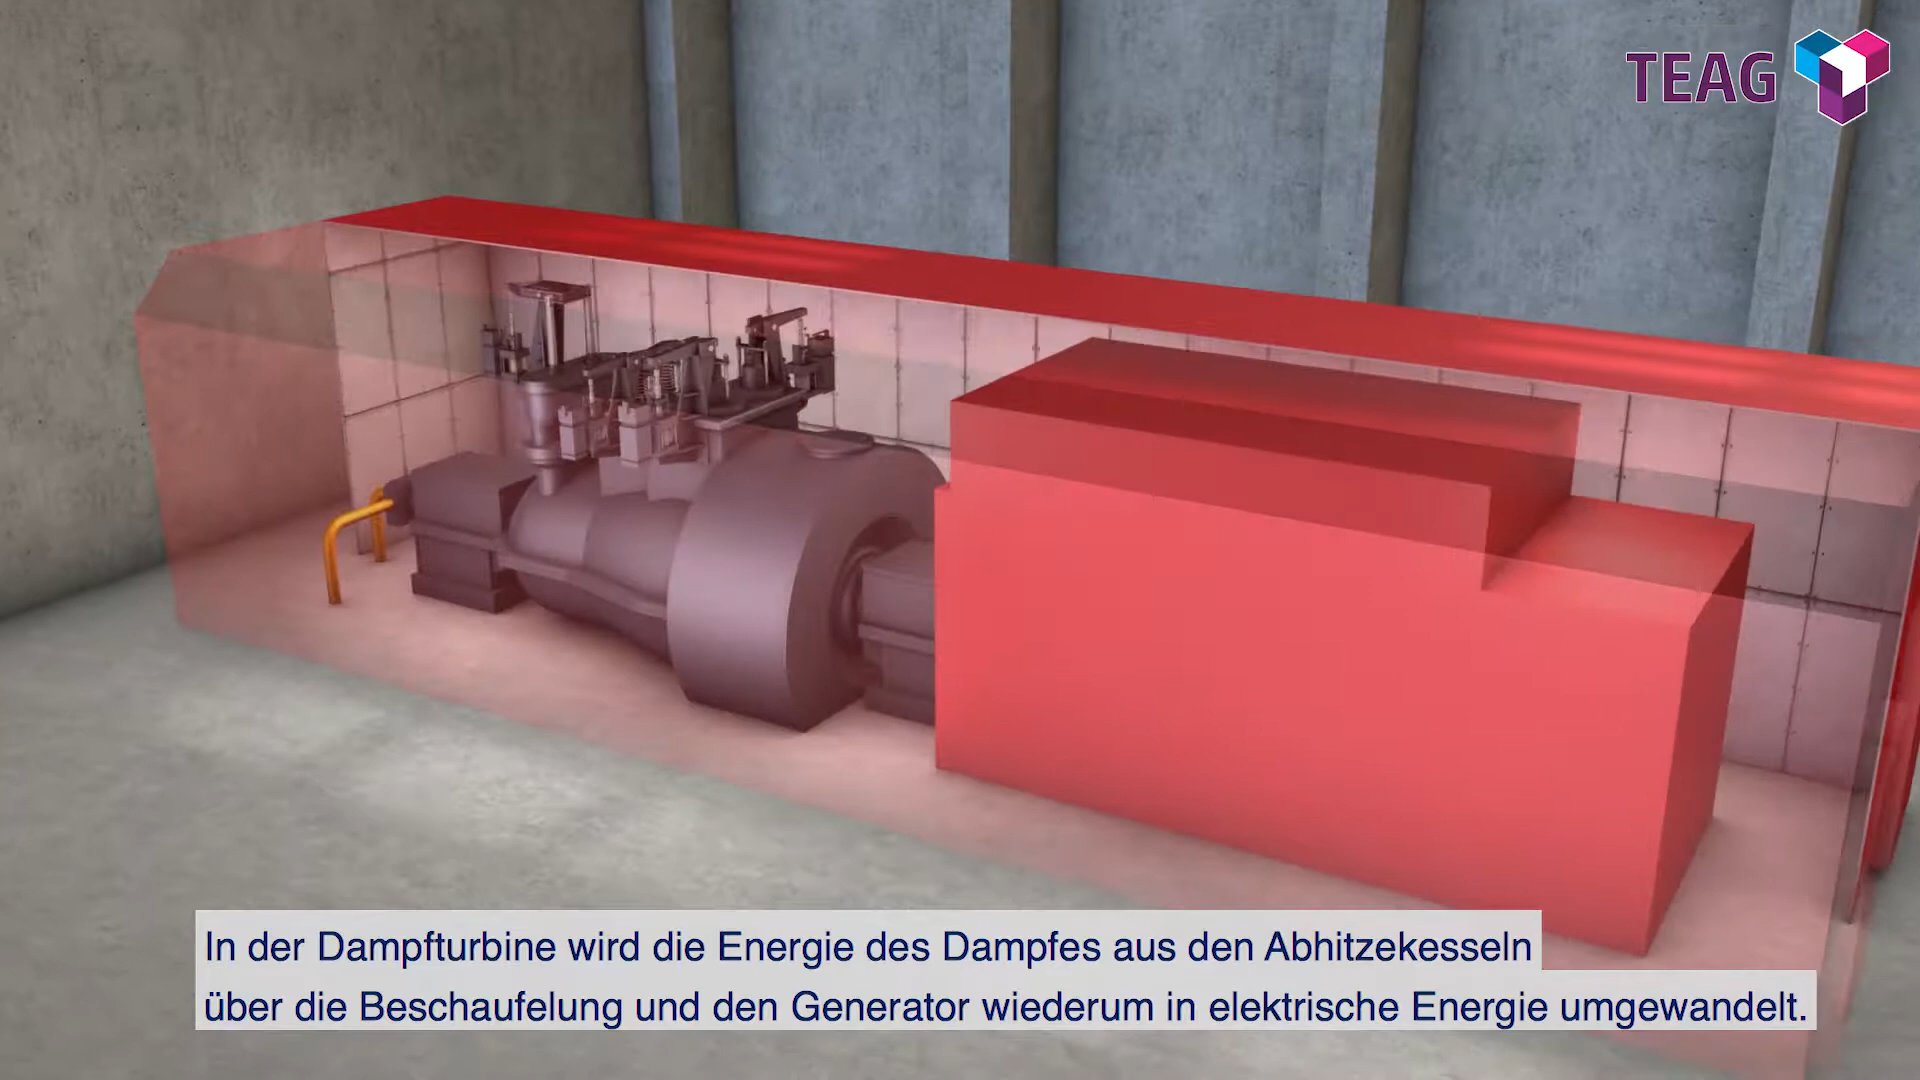 TEAG
In der Dampfturbine wird die Energie des Dampfes aus den Abhitzekesseln
über die Beschaufelung und den Generator wiederum in elektrische Energie umgewandelt.